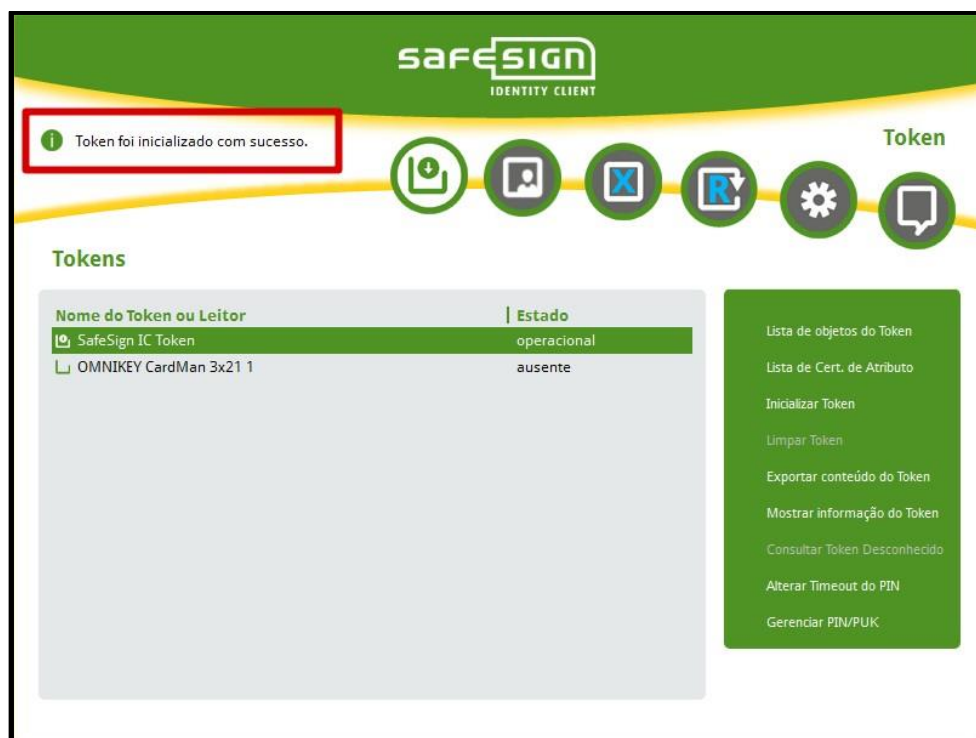 safesign
IDENTITY CLIENT
Token foi inicializado com sucesso.
Token
X
R
Tokens
Nome do Token ou Leitor Estado
SafeSign IC Token operacional
OMNIKEY CardMan 3x21 1 ausente
Lista de objetos do Token
Lista de Cert. de Atributo
Inicializar Token
Limpar Token
Exportar conteúdo do Token
Mostrar informação do Token
Consultar Token Desconhecido
Alterar Timeout do PIN
Gerenciar PIN/PUK